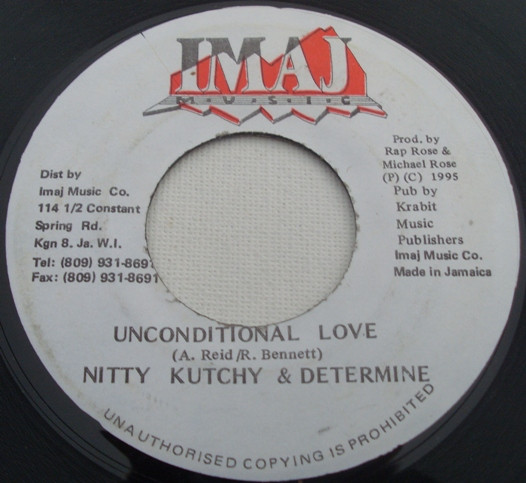 IMAJ
M·U·S·I·C
Dist by
Imaj Music Co.
114 1/2 Constant
Spring Rd.
Kgn 8. Ja. W.I.
Tel: (809) 931-8691
Fax: (809) 931-8691
Prod. by
Rap Rose &
Michael Rose
(P) (C) 1995
Pub by
Krabit
Music
Publishers
Imaj Music Co.
Made in Jamaica
UNCONDITIONAL LOVE
(A. Reid/R. Bennett)
NITTY KUTCHY & DETERMINE
UNAUTHORISED COPYING IS PROHIBITED